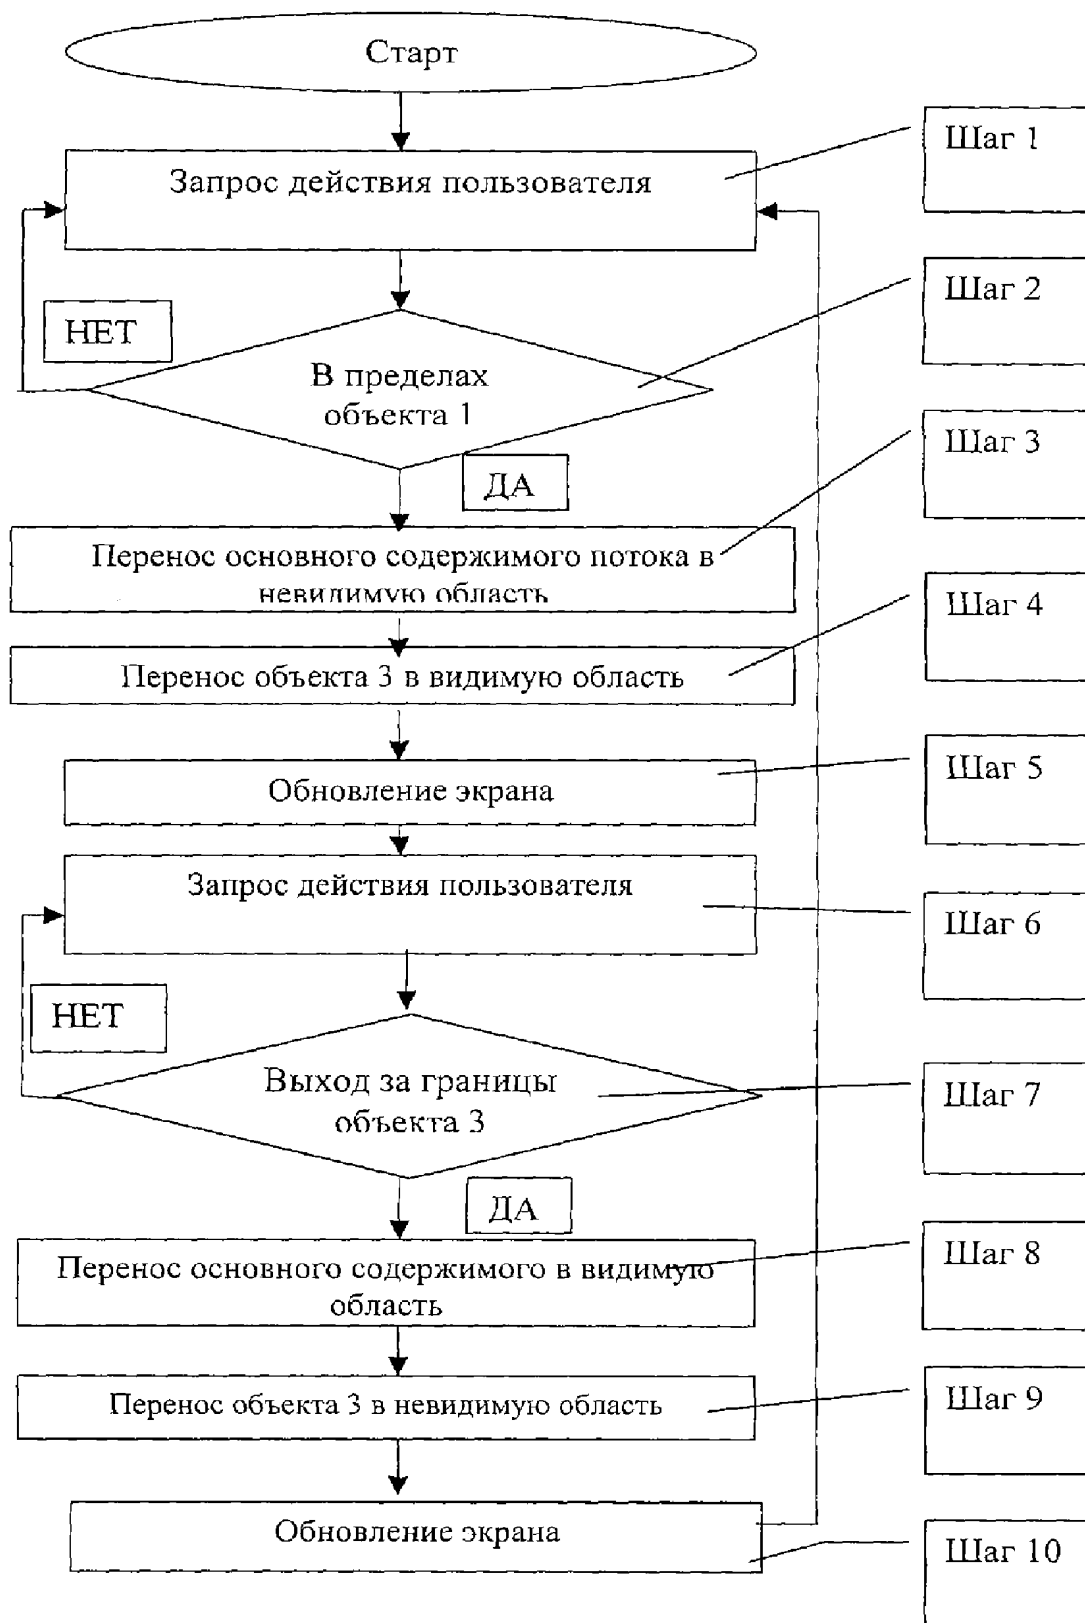 Старт
Шаг 1
Запрос действия пользователя
Шаг 2
НЕТ
В пределах
объекта 1
Шаг 3
ДА
Перенос основного содержимого потока в
невидимую область
Шаг 4
Перенос объекта 3 в видимую область
Шаг 5
Обновление экрана
Запрос действия пользователя
Шаг 6
НЕТ
Выход за границы
объекта 3
Шаг 7
ДА
Шаг 8
Перенос основного содержимого в видимую
область
Шаг 9
Перенос объекта 3 в невидимую область
Обновление экрана
Шаг 10